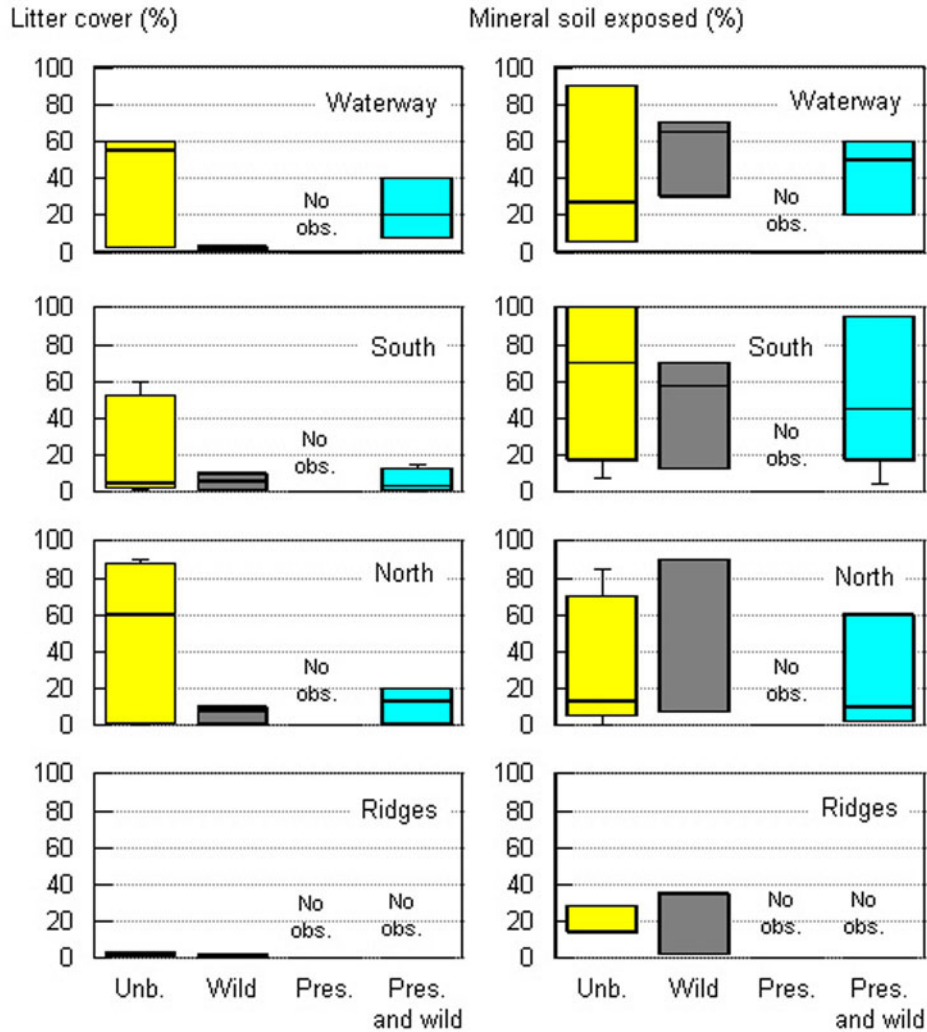 Litter cover (%)
Mineral soil exposed (%)
100
80
60
40
20
0
Waterway
No
obs.
100
80
60
40
20
0
Waterway
No
obs.
100
80
60
40
20
0
South
No
obs.
100
80
60
40
20
0
South
No
obs.
100
80
60
40
20
0
North
No
obs.
100
80
60
40
20
0
North
No
obs.
100
80
60
40
20
0
Ridges
No
obs.
No
obs.
100
80
60
40
20
0
Ridges
No
obs.
No
obs.
Unb. Wild Pres. Pres.
and wild
Unb. Wild Pres. Pres.
and wild